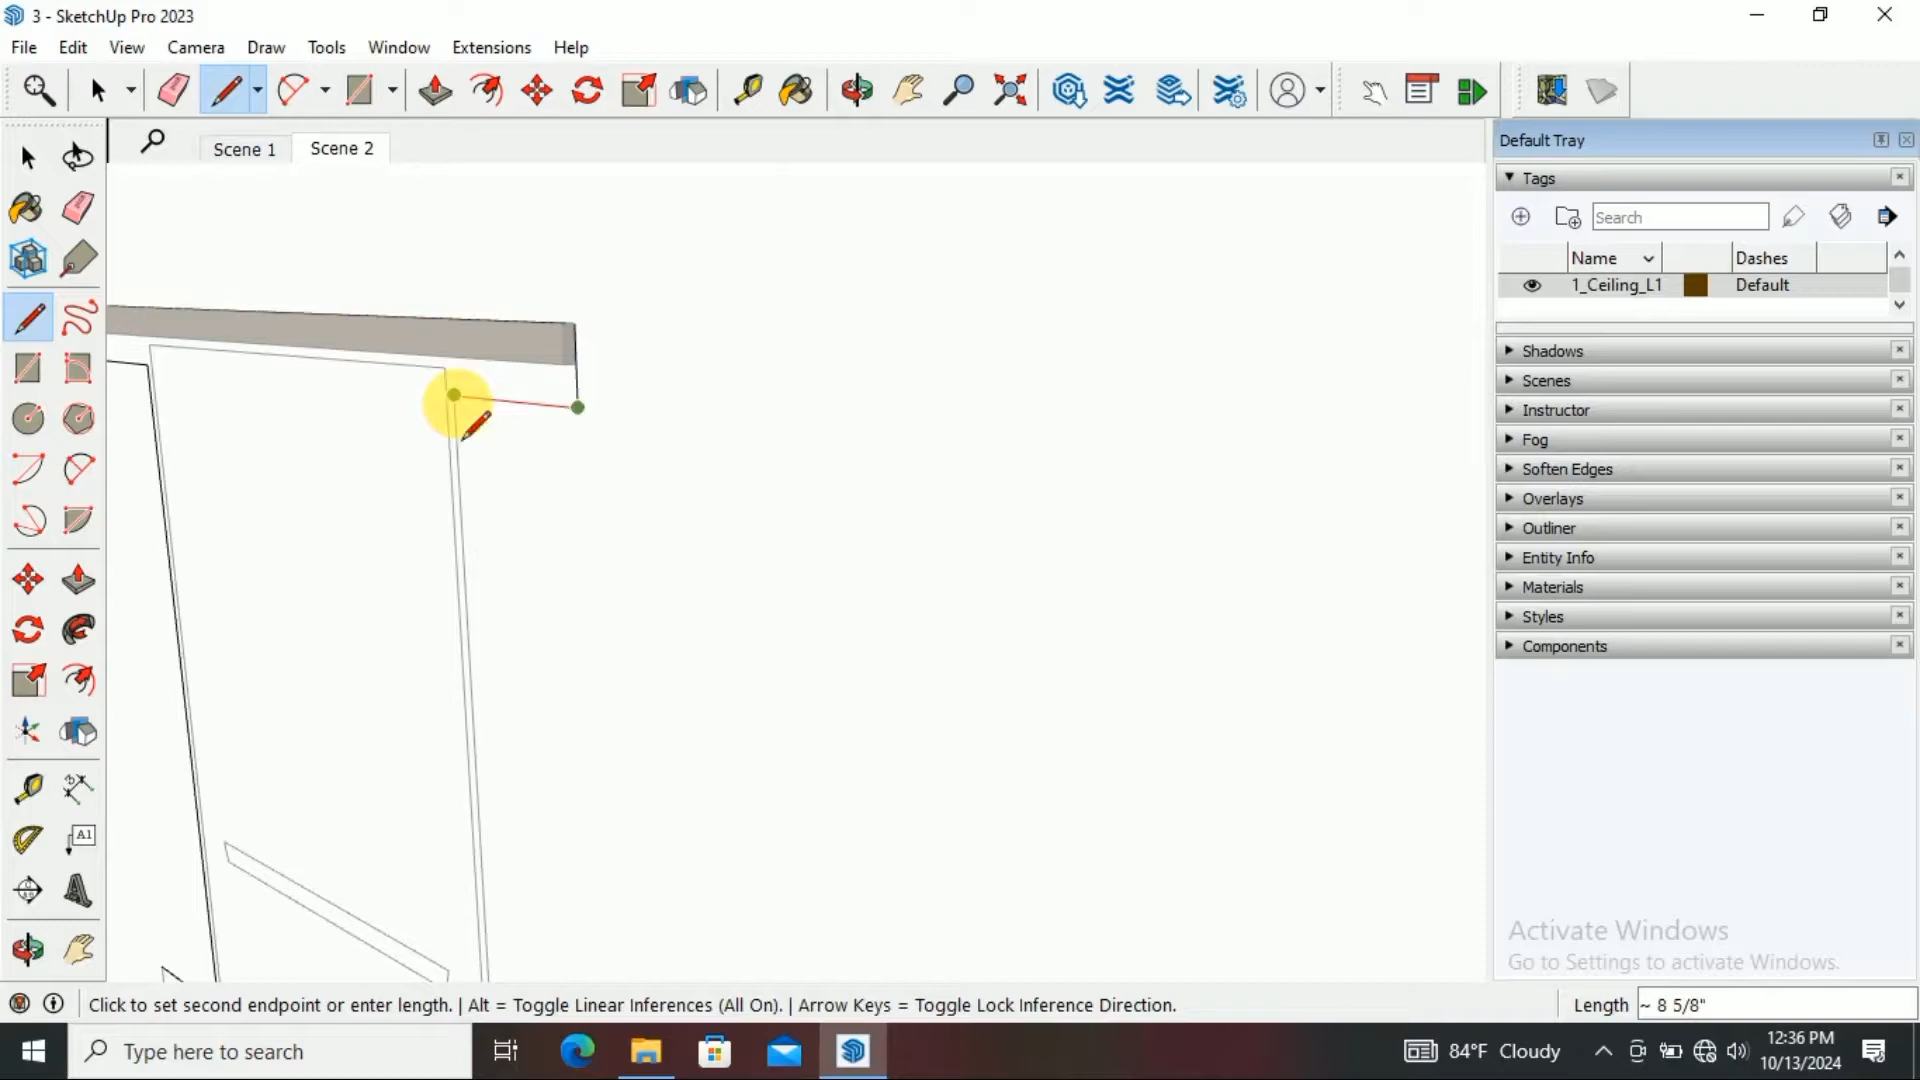 3 - SketchUp Pro 2023
File Edit View Camera Draw Tools Window Extensions Help
Scene 1 Scene 2
Default Tray
Tags
Search
Name Dashes
1_Ceiling_L1 Default
Shadows
Scenes
Instructor
Fog
Soften Edges
Overlays
Outliner
Entity Info
Materials
Styles
Components
A1
Activate Windows
Go to Settings to activate Windows.
Click to set second endpoint or enter length. | Alt = Toggle Linear Inferences (All On). | Arrow Keys = Toggle Lock Inference Direction.
Length ~ 8 5/8"
Type here to search
84°F Cloudy
12:36 PM
10/13/2024